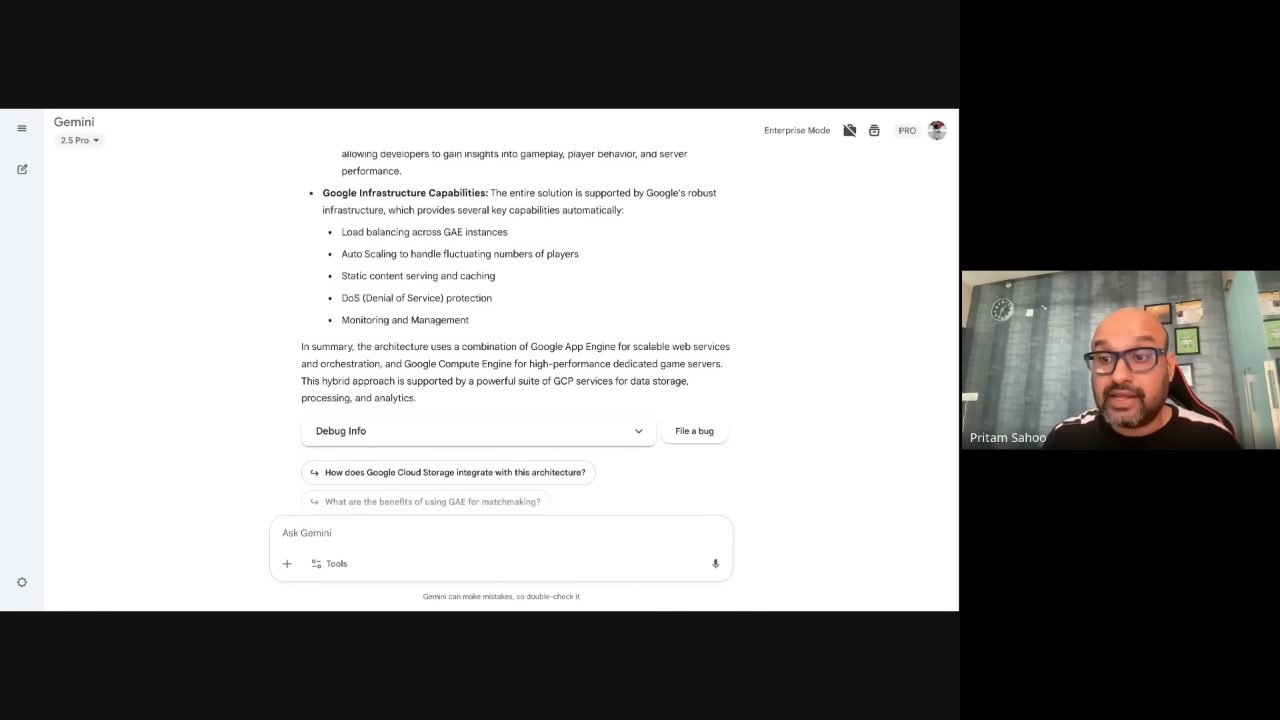 Gemini
2.5 Pro
Enterprise Mode
PRO
allowing developers to gain insights into gameplay, player behavior, and server
performance.
• Google Infrastructure Capabilities: The entire solution is supported by Google's robust
infrastructure, which provides several key capabilities automatically:
• Load balancing across GAE instances
• Auto Scaling to handle fluctuating numbers of players
• Static content serving and caching
• DoS (Denial of Service) protection
• Monitoring and Management
In summary, the architecture uses a combination of Google App Engine for scalable web services
and orchestration, and Google Compute Engine for high-performance dedicated game servers.
This hybrid approach is supported by a powerful suite of GCP services for data storage,
processing, and analytics.
Debug Info
File a bug
How does Google Cloud Storage integrate with this architecture?
What are the benefits of using GAE for matchmaking?
Ask Gemini
Tools
Gemini can make mistakes, so double-check it
Pritam Sahoo